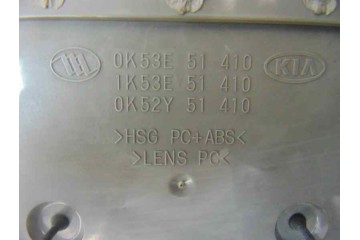 0K53E 51 410
1K53E 51 410 KIA
0K52Y 51 410
>HSG PC+ABS<
>LENS PC<